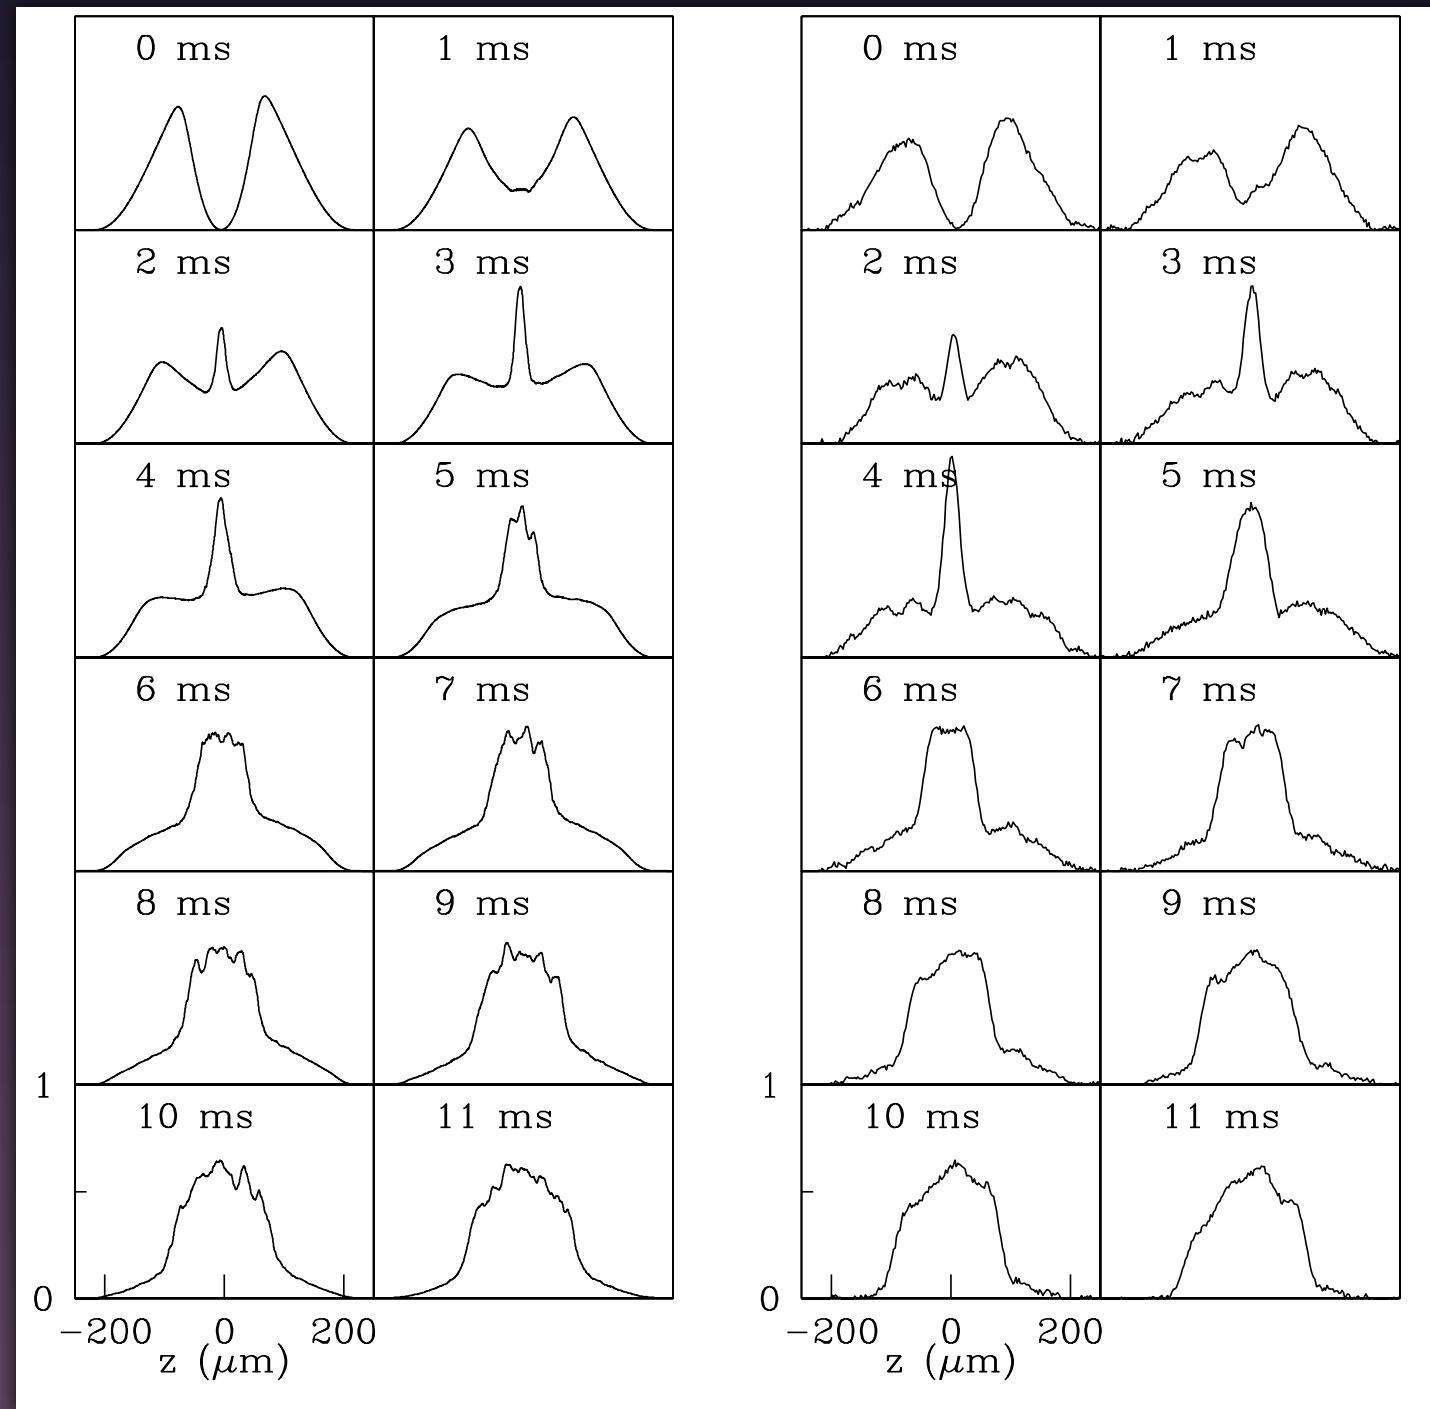 0 ms 1 ms 0 ms 1 ms
2 ms 3 ms 2 ms 3 ms
4 ms 5 ms 4 ms 5 ms
6 ms 7 ms 6 ms 7 ms
8 ms 9 ms 8 ms 9 ms
1 1
10 ms 11 ms 10 ms 11 ms
0 0
−200 0 200 −200 0 200
z (μm) z (μm)